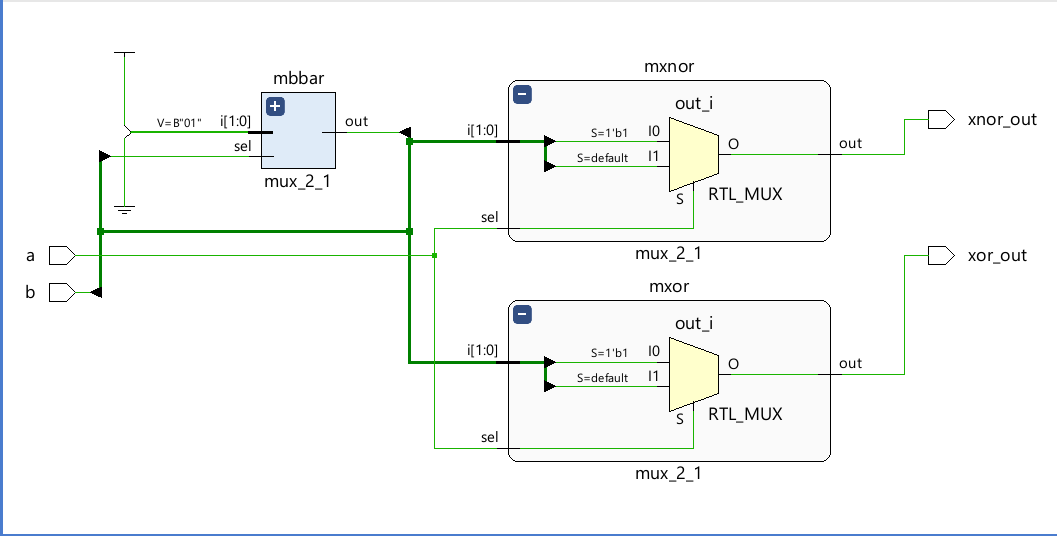 mbbar
V=B"01"
i[1:0]
out
sel
mux_2_1
mxnor
out_i
i[1:0]
S=1'b1
I0
S=default
I1
O
out
S
RTL_MUX
sel
mux_2_1
xnor_out
a
b
mxor
out_i
i[1:0]
S=1'b1
I0
S=default
I1
O
out
S
RTL_MUX
sel
mux_2_1
xor_out